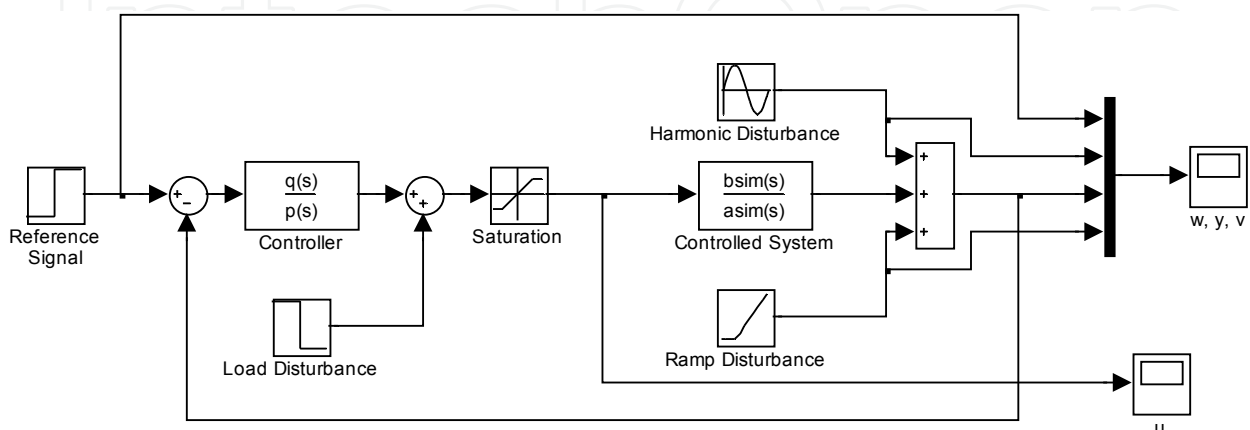 Harmonic Disturbance
+
+
+
w, y, v
Reference
Signal
+
−
q(s)
p(s)
Controller
+
+
Saturation
bsim(s)
asim(s)
Controlled System
Load Disturbance
Ramp Disturbance